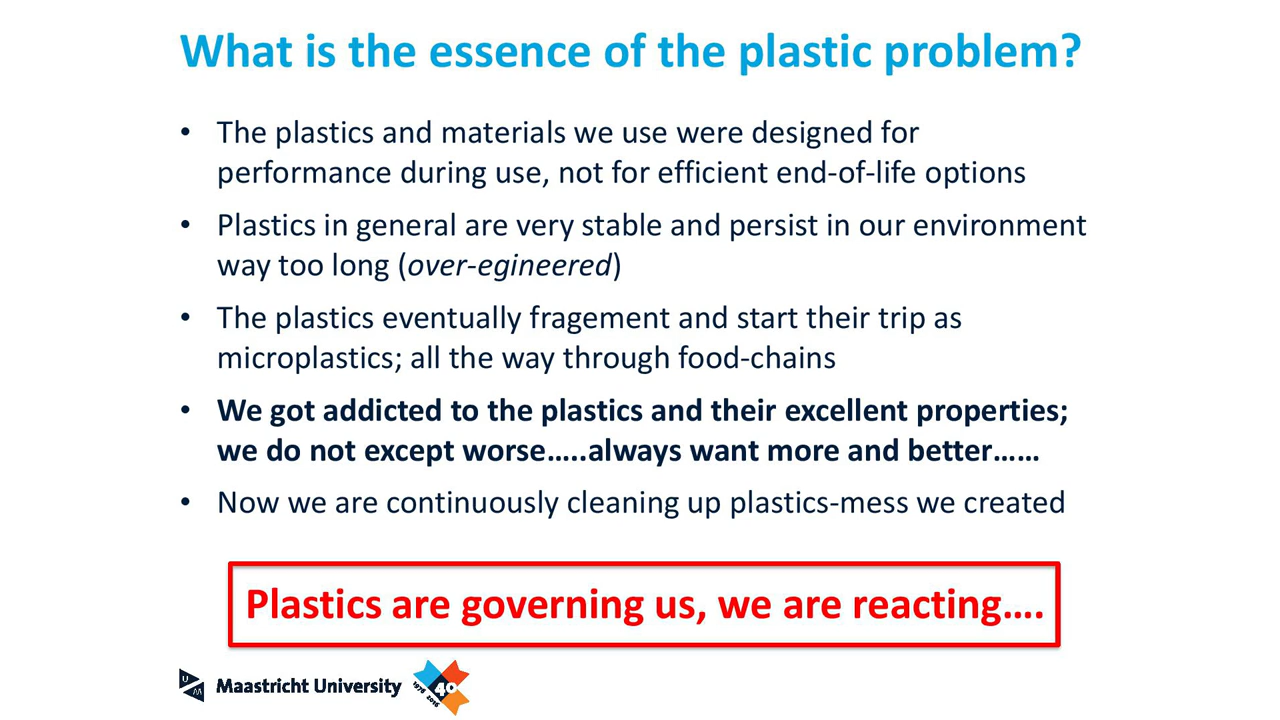 What is the essence of the plastic problem?
• The plastics and materials we use were designed for
performance during use, not for efficient end-of-life options
• Plastics in general are very stable and persist in our environment
way too long (over-egineered)
• The plastics eventually fragement and start their trip as
microplastics; all the way through food-chains
• We got addicted to the plastics and their excellent properties;
we do not except worse…..always want more and better……
• Now we are continuously cleaning up plastics-mess we created
Plastics are governing us, we are reacting….
UM Maastricht University 40
1976 2016